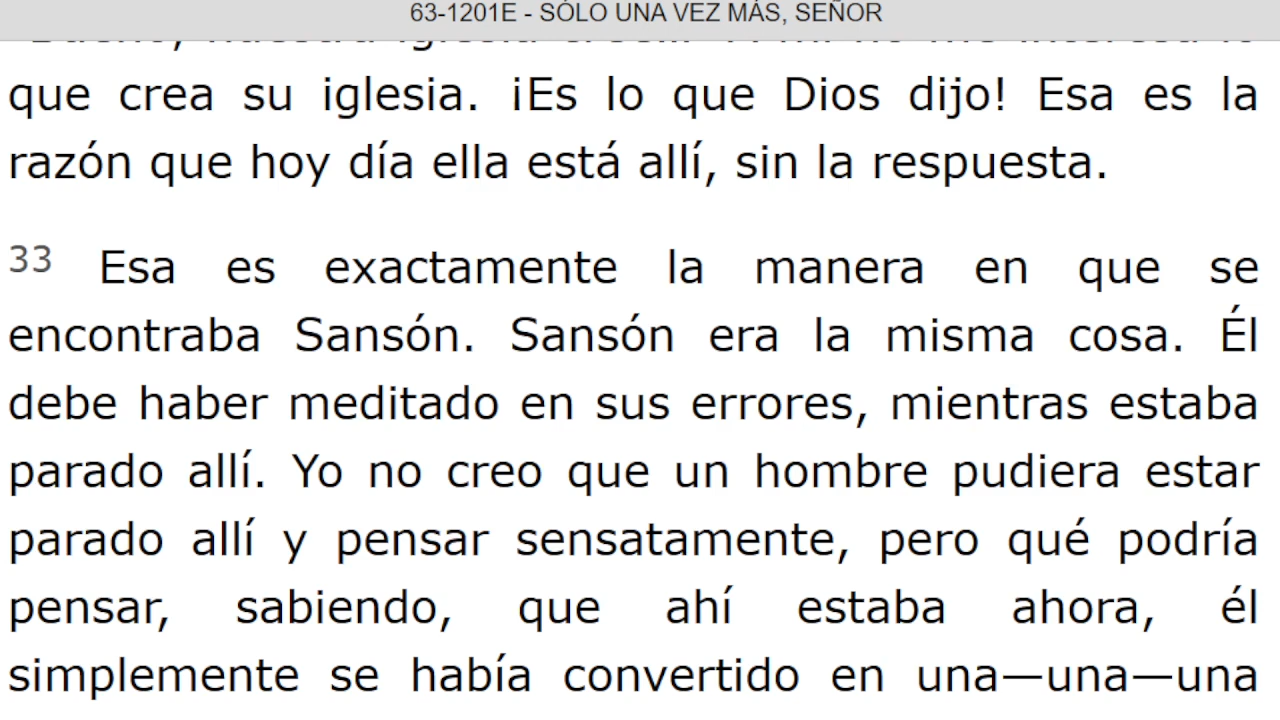 63-1201E - SÓLO UNA VEZ MÁS, SEÑOR
que crea su iglesia. ¡Es lo que Dios dijo! Esa es la
razón que hoy día ella está allí, sin la respuesta.
33 Esa es exactamente la manera en que se
encontraba Sansón. Sansón era la misma cosa. Él
debe haber meditado en sus errores, mientras estaba
parado allí. Yo no creo que un hombre pudiera estar
parado allí y pensar sensatamente, pero qué podría
pensar, sabiendo, que ahí estaba ahora, él
simplemente se había convertido en una—una—una